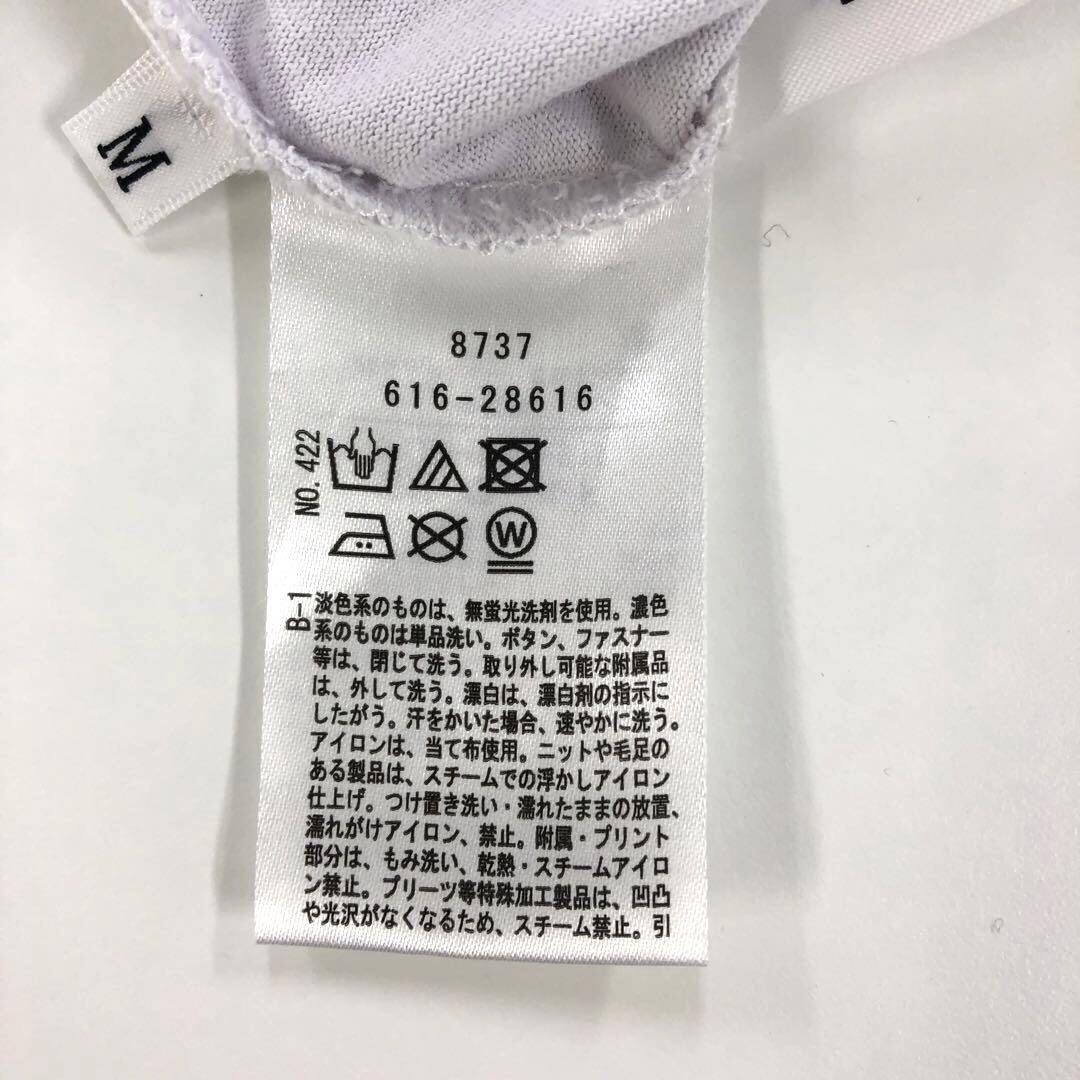 M
8737
616-28616
NO. 422
W
B-1
淡色系のものは、無蛍光洗剤を使用。濃色
系のものは単品洗い。ボタン、ファスナー
等は、閉じて洗う。取り外し可能な附属品
は、外して洗う。漂白は、漂白剤の指示に
したがう。汗をかいた場合、速やかに洗う。
アイロンは、当て布使用。ニットや毛足の
ある製品は、スチームでの浮かしアイロン
仕上げ。つけ置き洗い・濡れたままの放置、
濡れがけアイロン、禁止。附属・プリント
部分は、もみ洗い、乾熱・スチームアイロ
ン禁止。プリーツ等特殊加工製品は、凹凸
や光沢がなくなるため、スチーム禁止。引